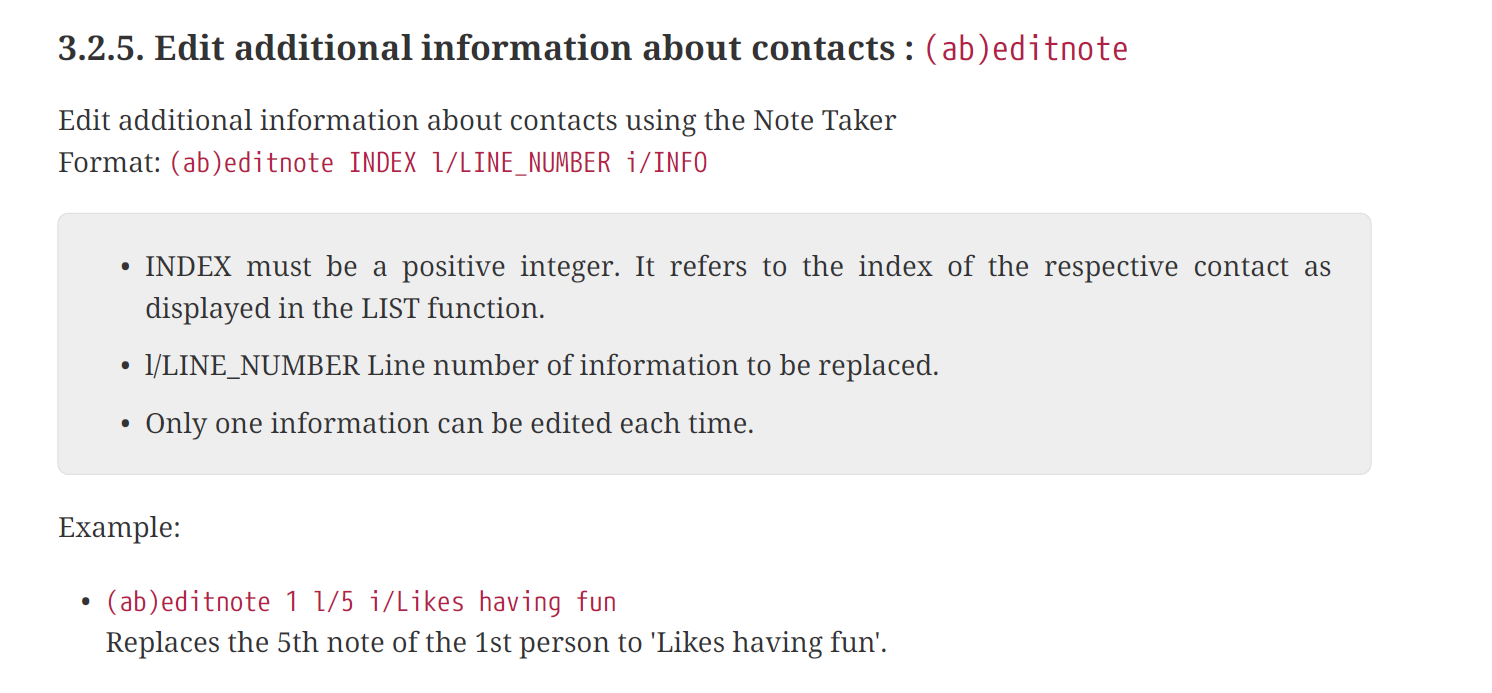 3.2.5. Edit additional information about contacts : (ab)editnote
Edit additional information about contacts using the Note Taker
Format: (ab)editnote INDEX l/LINE_NUMBER i/INFO
• INDEX must be a positive integer. It refers to the index of the respective contact as
displayed in the LIST function.
• l/LINE_NUMBER Line number of information to be replaced.
• Only one information can be edited each time.
Example:
• (ab)editnote 1 l/5 i/Likes having fun
Replaces the 5th note of the 1st person to 'Likes having fun'.